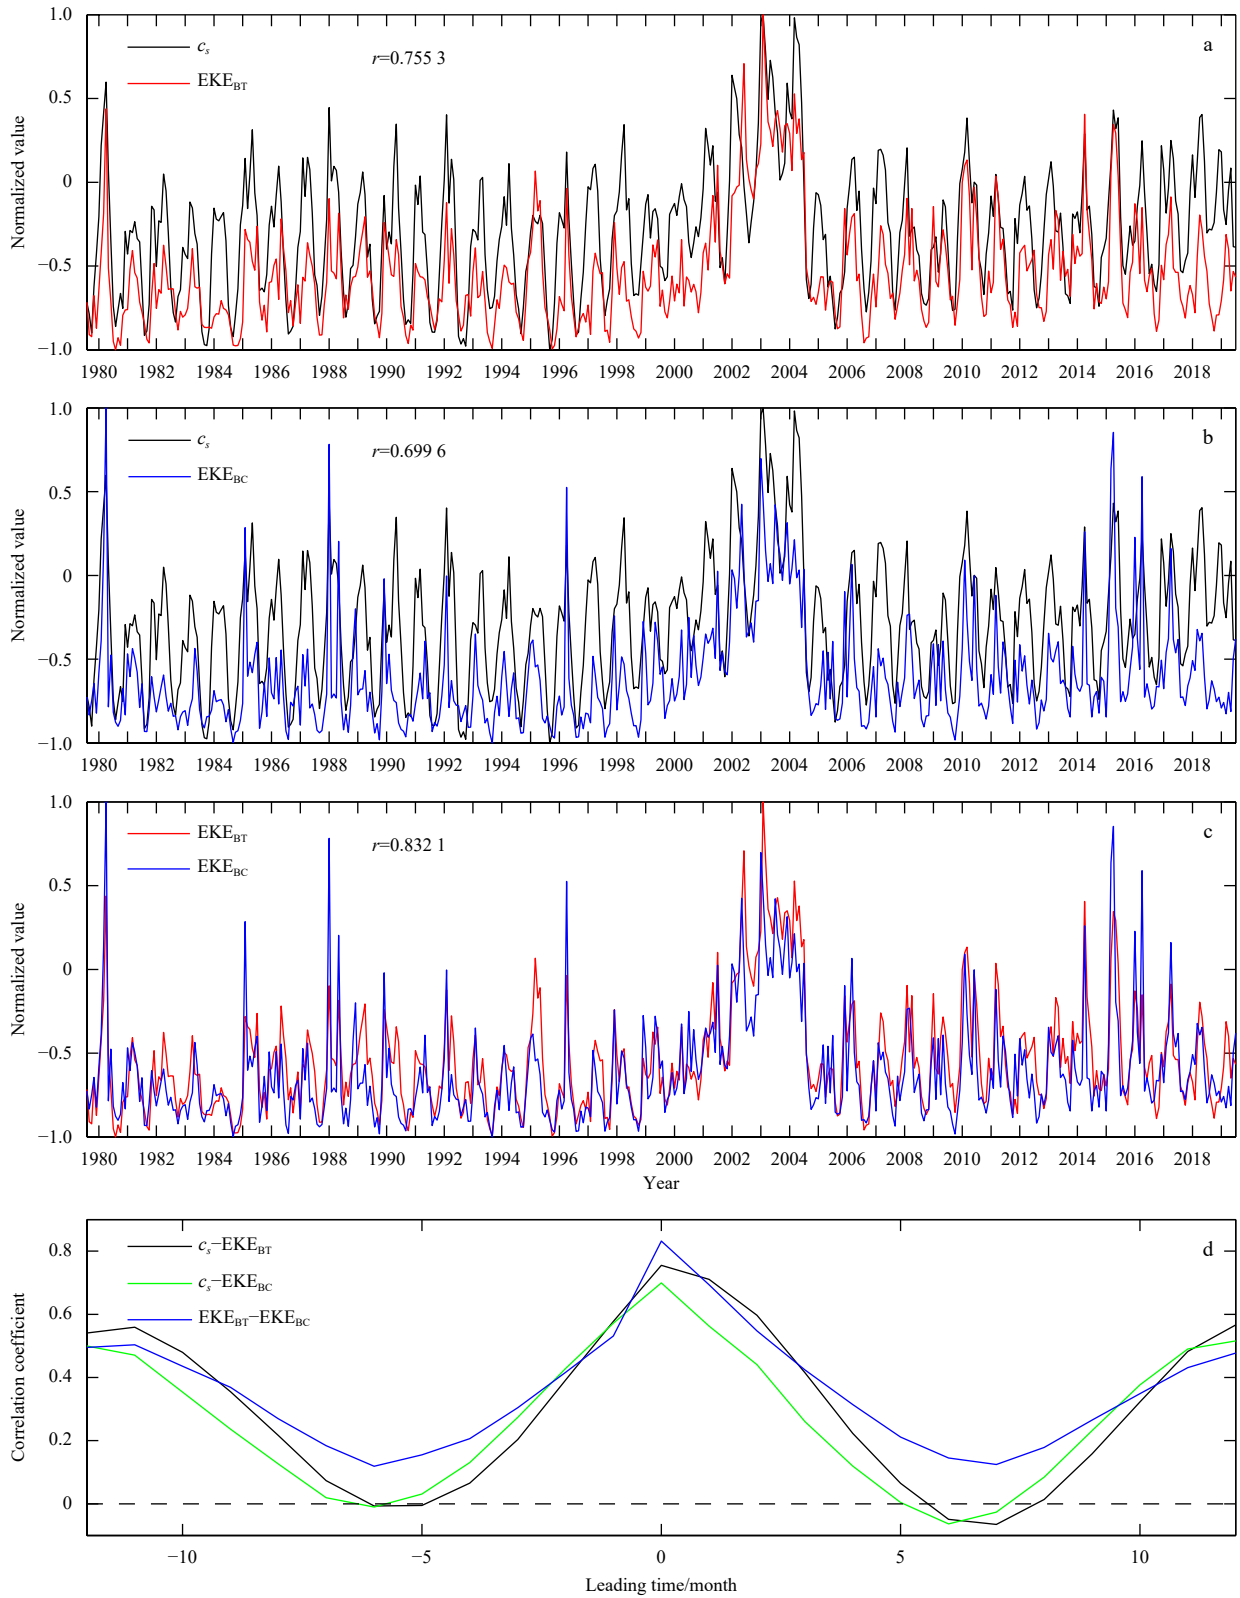 1.0
c_s
r=0.755 3
a
EKE_BT
0.5
0
−0.5
−1.0
Normalized value
1980 1982 1984 1986 1988 1990 1992 1994 1996 1998 2000 2002 2004 2006 2008 2010 2012 2014 2016 2018
1.0
c_s
r=0.699 6
b
EKE_BC
0.5
0
−0.5
−1.0
Normalized value
1980 1982 1984 1986 1988 1990 1992 1994 1996 1998 2000 2002 2004 2006 2008 2010 2012 2014 2016 2018
1.0
EKE_BT
r=0.832 1
c
EKE_BC
0.5
0
−0.5
−1.0
Normalized value
1980 1982 1984 1986 1988 1990 1992 1994 1996 1998 2000 2002 2004 2006 2008 2010 2012 2014 2016 2018
Year
0.8
c_s−EKE_BT
d
c_s−EKE_BC
0.6
EKE_BT−EKE_BC
0.4
0.2
0
Correlation coefficient
−10 −5 0 5 10
Leading time/month